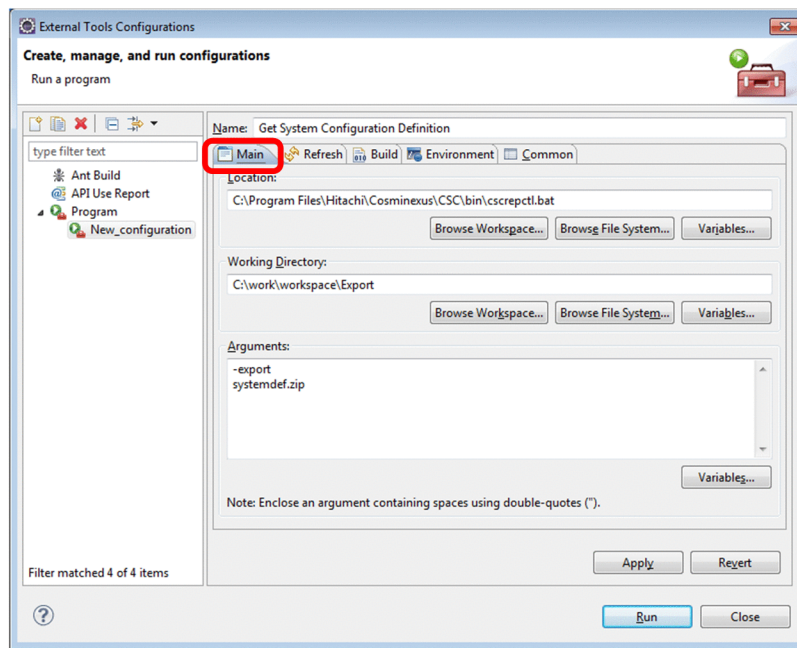 External Tools Configurations
Create, manage, and run configurations
Run a program
type filter text
Ant Build
API Use Report
Program
New_configuration
Filter matched 4 of 4 items
Name: Get System Configuration Definition
Main Refresh Build Environment Common
Location:
C:\Program Files\Hitachi\Cosminexus\CSC\bin\cscrepctl.bat
Browse Workspace... Browse File System... Variables...
Working Directory:
C:\work\workspace\Export
Browse Workspace... Browse File System... Variables...
Arguments:
-export
systemdef.zip
Variables...
Note: Enclose an argument containing spaces using double-quotes (").
Apply Revert
? Run Close